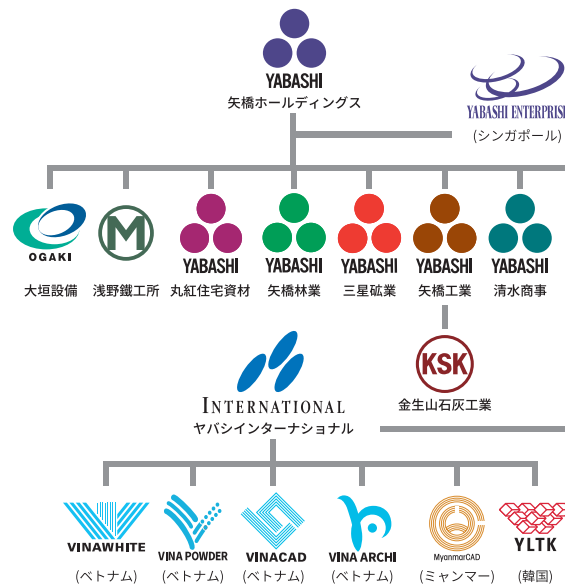 YABASHI
矢橋ホールディングス
YABASHI ENTERPRISE
(シンガポール)
OGAKI
M
YABASHI
YABASHI
YABASHI
YABASHI
YABASHI
大垣設備
浅野鐵工所
丸紅住宅資材
矢橋林業
三星砿業
矢橋工業
清水商事
KSK
金生山石灰工業
INTERNATIONAL
ヤバシインターナショナル
VINAWHITE
VINA POWDER
VINACAD
VINA ARCHI
MyanmarCAD
YLTK
(ベトナム)
(ベトナム)
(ベトナム)
(ベトナム)
(ミャンマー)
(韓国)